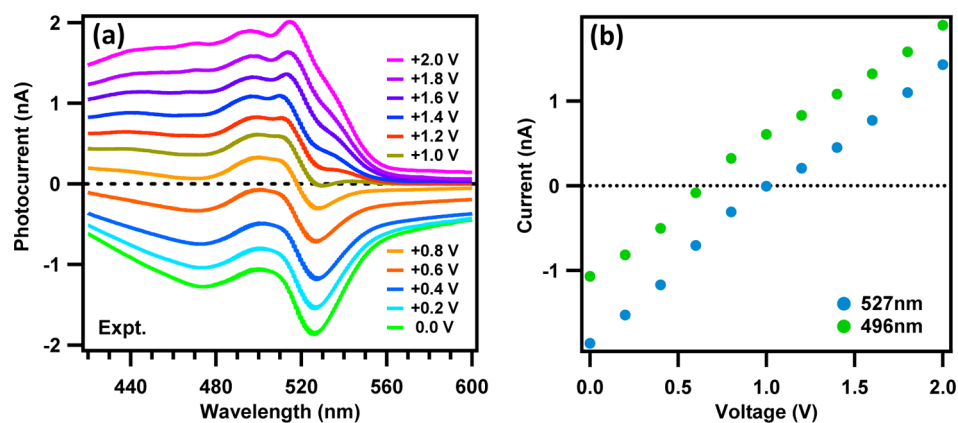 (a)
Photocurrent (nA)
2
1
0
-1
-2
+2.0 V
+1.8 V
+1.6 V
+1.4 V
+1.2 V
+1.0 V
+0.8 V
+0.6 V
+0.4 V
+0.2 V
0.0 V
Expt.
440 480 520 560 600
Wavelength (nm)
(b)
Current (nA)
1
0
-1
527nm
496nm
0.0 0.5 1.0 1.5 2.0
Voltage (V)